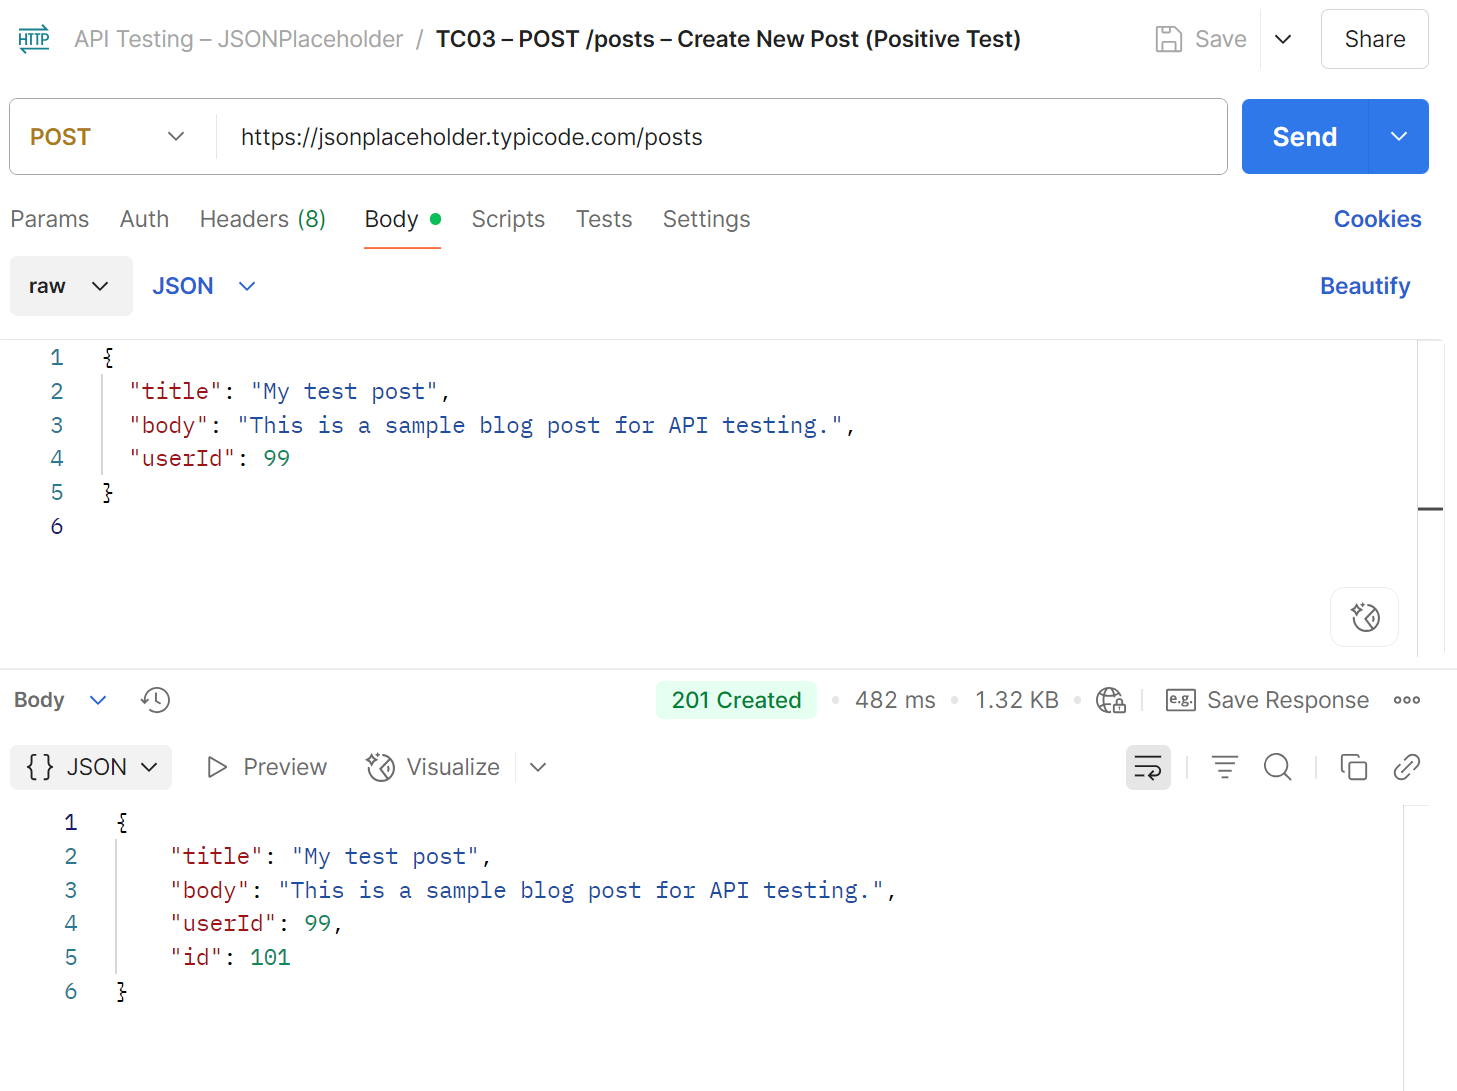 HTTP API Testing – JSONPlaceholder / TC03 – POST /posts – Create New Post (Positive Test) Save Share
POST https://jsonplaceholder.typicode.com/posts Send
Params Auth Headers (8) Body Scripts Tests Settings Cookies
raw JSON Beautify
1 {
2 "title": "My test post",
3 "body": "This is a sample blog post for API testing.",
4 "userId": 99
5 }
6
Body 201 Created 482 ms 1.32 KB e.g. Save Response
{} JSON Preview Visualize
1 {
2 "title": "My test post",
3 "body": "This is a sample blog post for API testing.",
4 "userId": 99,
5 "id": 101
6 }